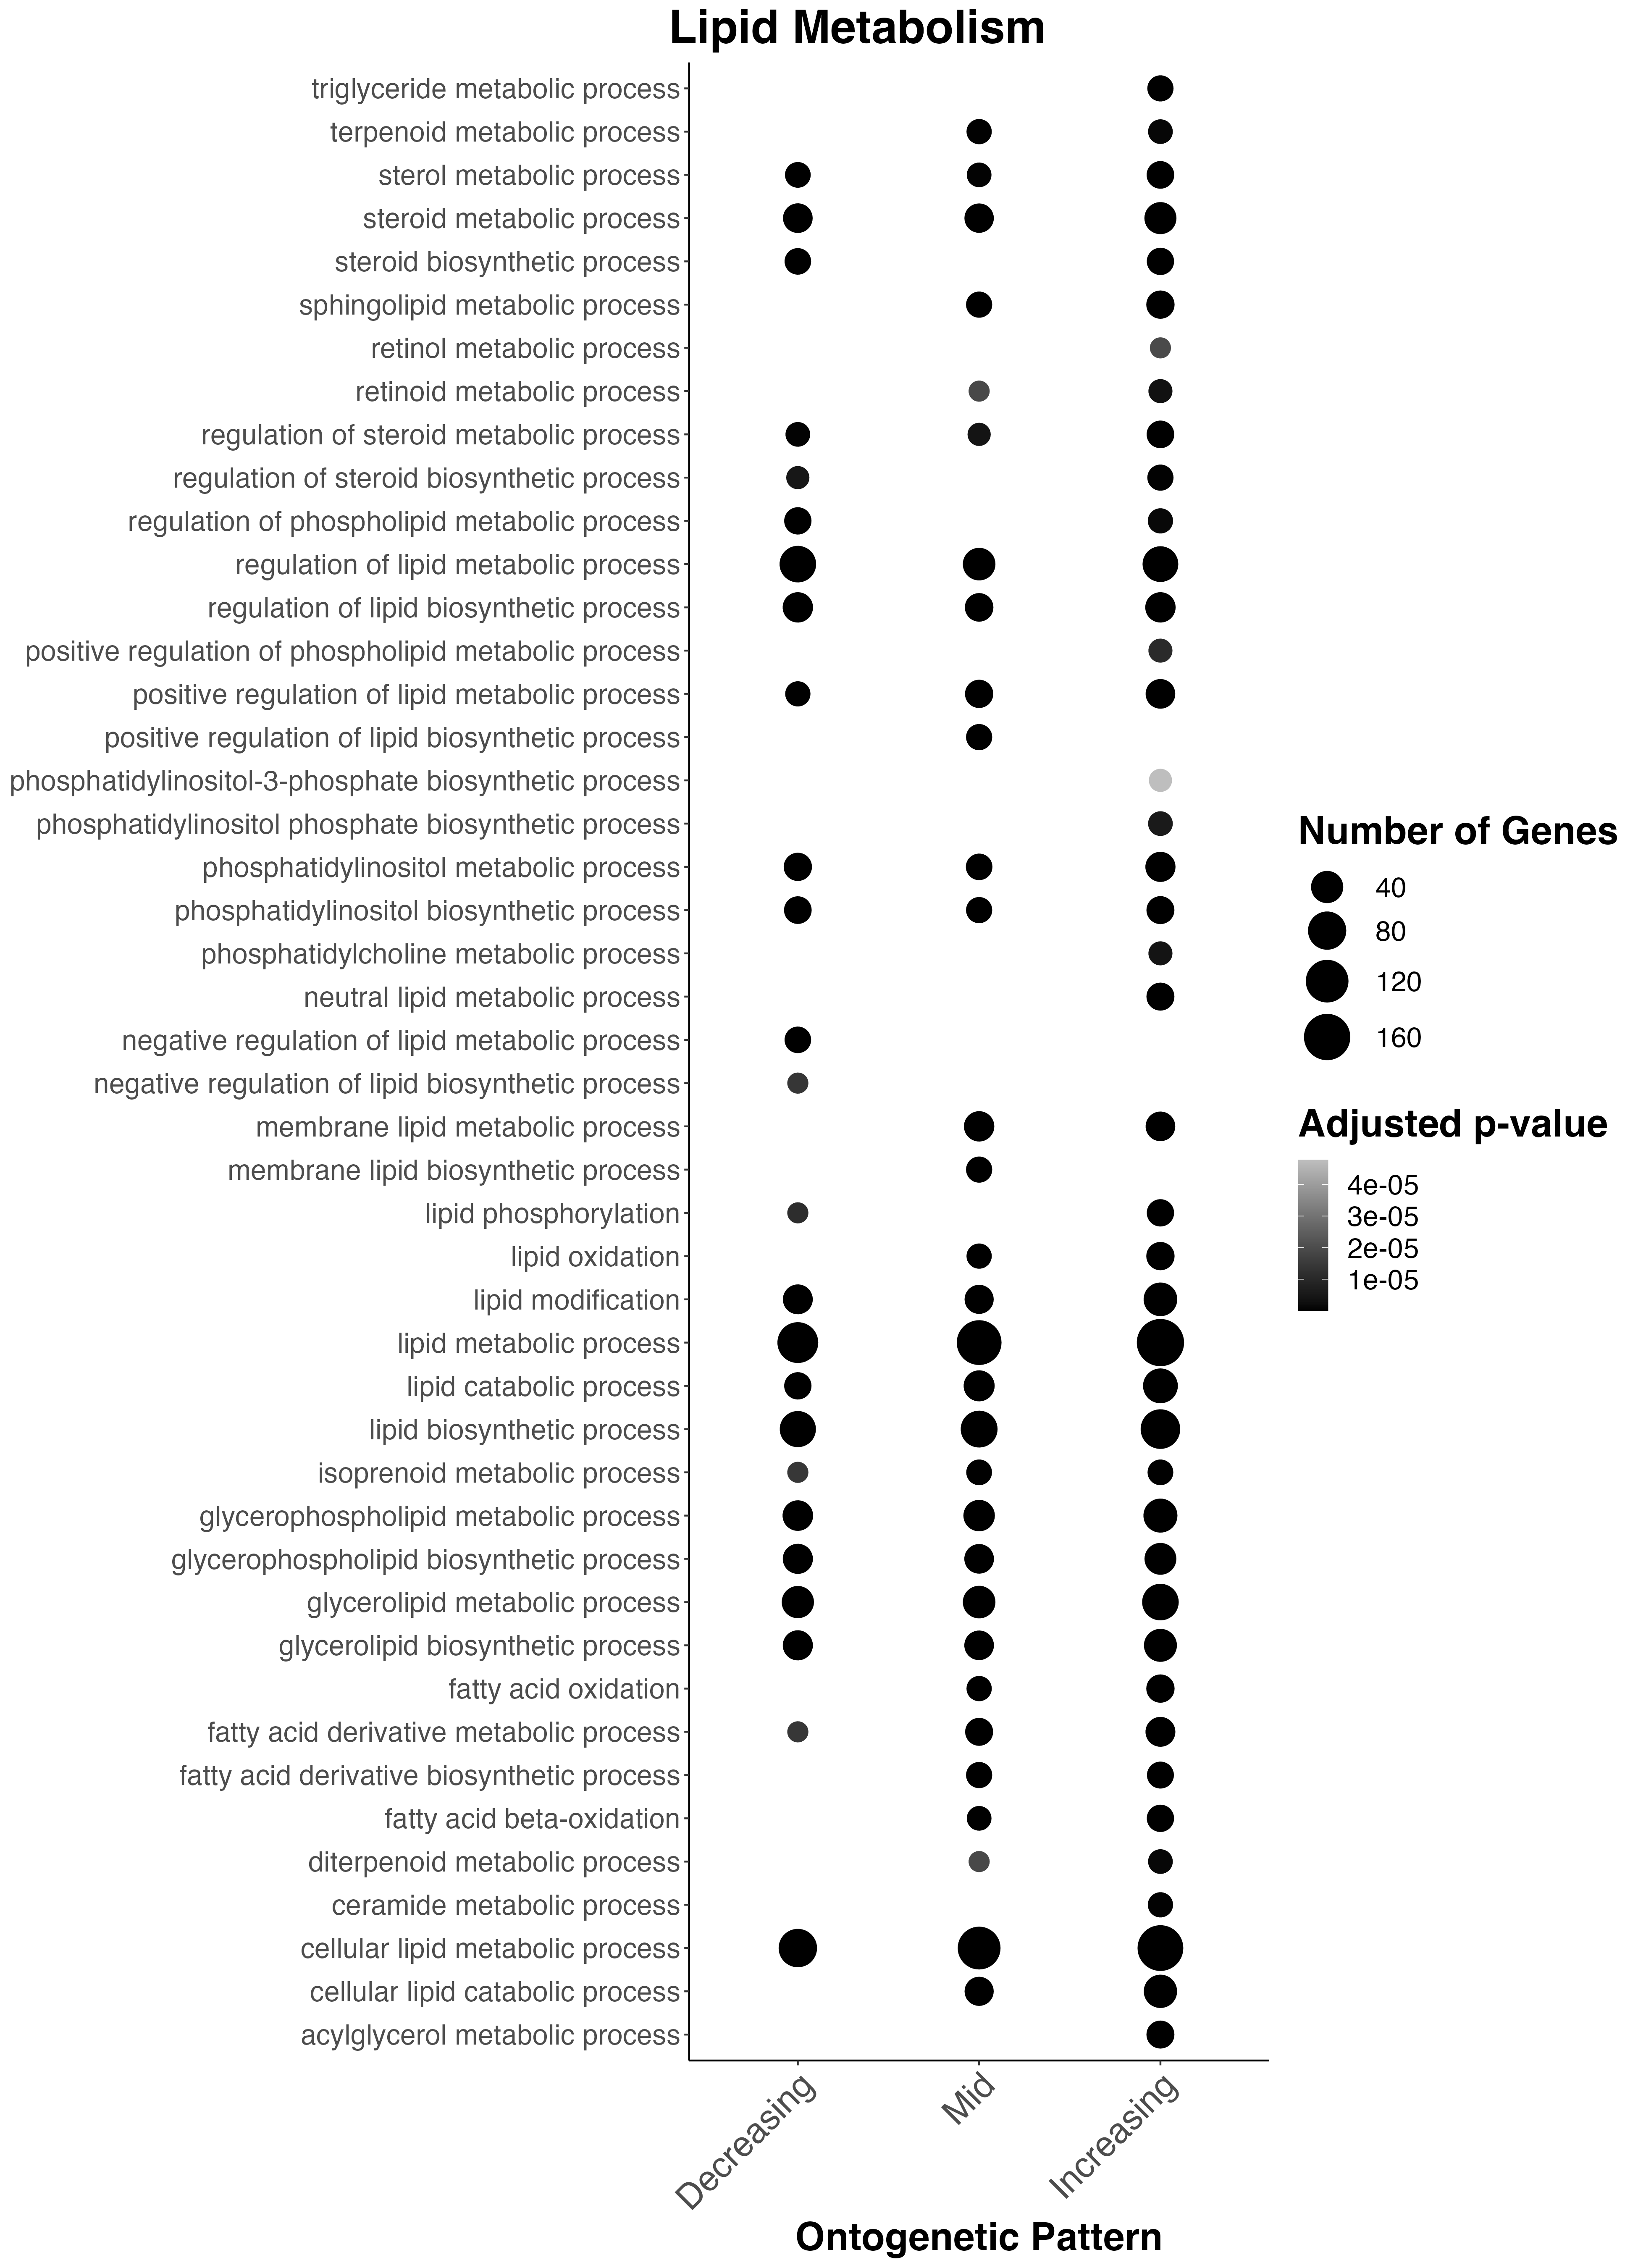 Lipid Metabolism
triglyceride metabolic process
terpenoid metabolic process
sterol metabolic process
steroid metabolic process
steroid biosynthetic process
sphingolipid metabolic process
retinol metabolic process
retinoid metabolic process
regulation of steroid metabolic process
regulation of steroid biosynthetic process
regulation of phospholipid metabolic process
regulation of lipid metabolic process
regulation of lipid biosynthetic process
positive regulation of phospholipid metabolic process
positive regulation of lipid metabolic process
positive regulation of lipid biosynthetic process
phosphatidylinositol-3-phosphate biosynthetic process
phosphatidylinositol phosphate biosynthetic process
phosphatidylinositol metabolic process
phosphatidylinositol biosynthetic process
phosphatidylcholine metabolic process
neutral lipid metabolic process
negative regulation of lipid metabolic process
negative regulation of lipid biosynthetic process
membrane lipid metabolic process
membrane lipid biosynthetic process
lipid phosphorylation
lipid oxidation
lipid modification
lipid metabolic process
lipid catabolic process
lipid biosynthetic process
isoprenoid metabolic process
glycerophospholipid metabolic process
glycerophospholipid biosynthetic process
glycerolipid metabolic process
glycerolipid biosynthetic process
fatty acid oxidation
fatty acid derivative metabolic process
fatty acid derivative biosynthetic process
fatty acid beta-oxidation
diterpenoid metabolic process
ceramide metabolic process
cellular lipid metabolic process
cellular lipid catabolic process
acylglycerol metabolic process
Decreasing
Mid
Increasing
Ontogenetic Pattern
Number of Genes
40
80
120
160
Adjusted p-value
4e-05
3e-05
2e-05
1e-05